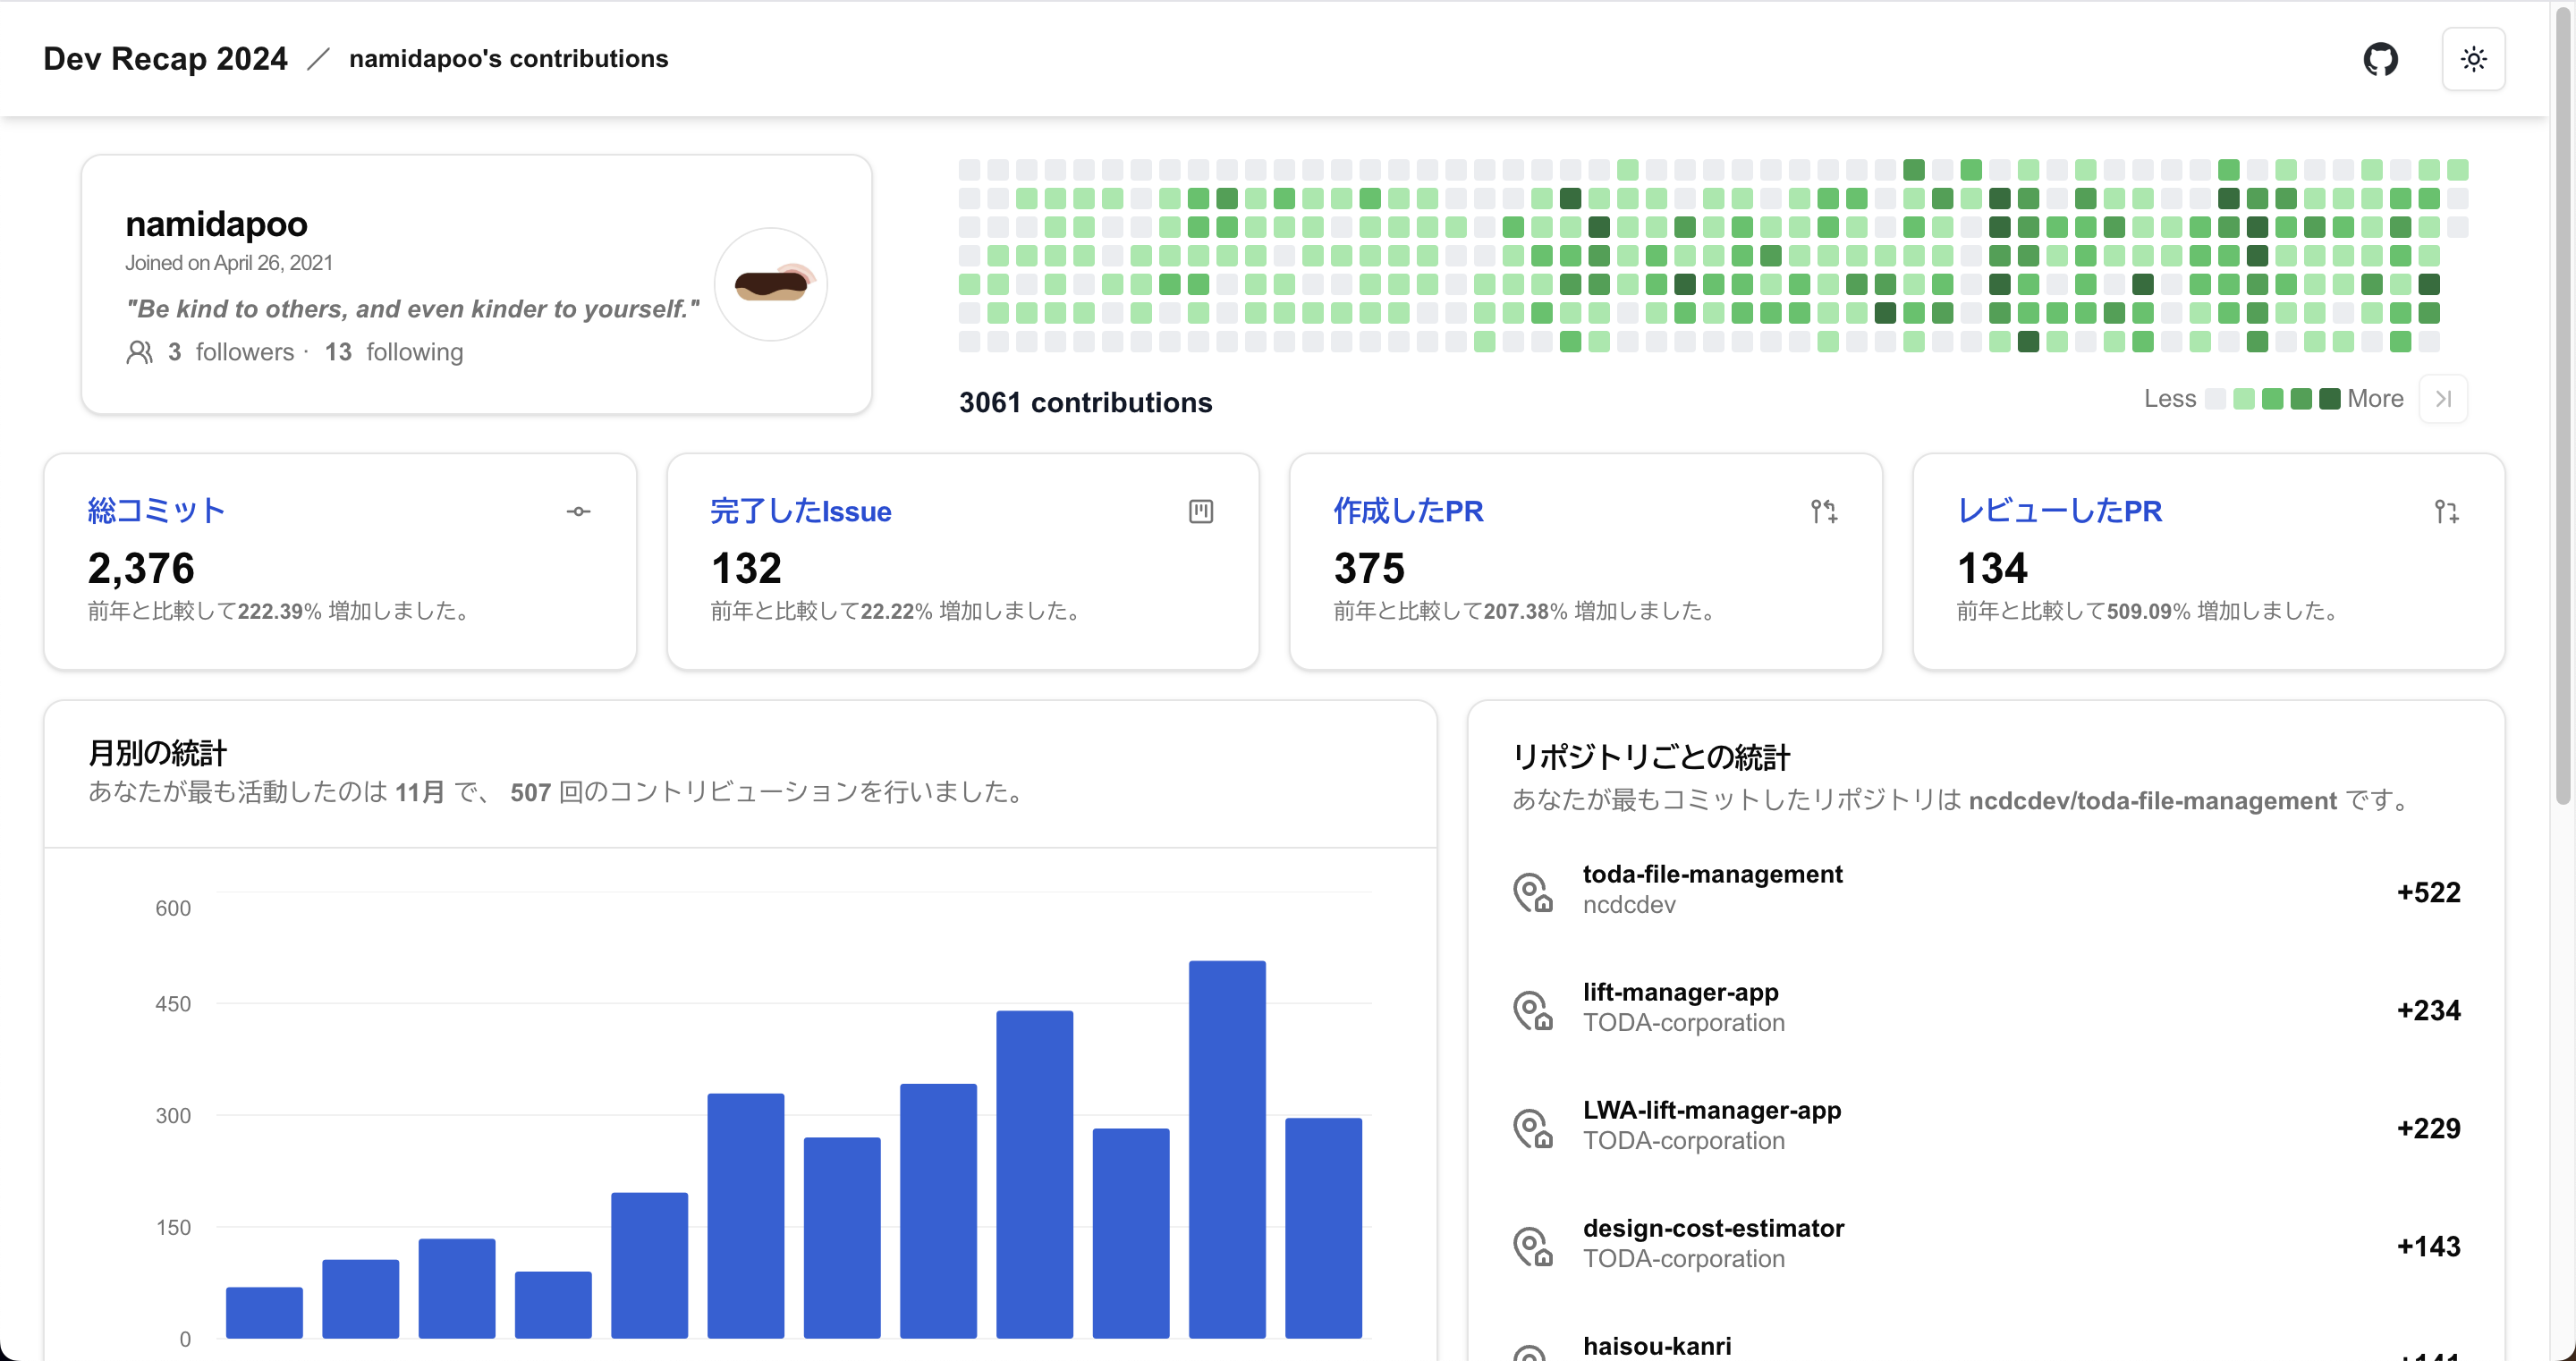 Dev Recap 2024 / namidapoo's contributions
namidapoo
Joined on April 26, 2021
"Be kind to others, and even kinder to yourself."
3 followers · 13 following
3061 contributions
Less More
総コミット
2,376
前年と比較して222.39% 増加しました。
完了したIssue
132
前年と比較して22.22% 増加しました。
作成したPR
375
前年と比較して207.38% 増加しました。
レビューしたPR
134
前年と比較して509.09% 増加しました。
月別の統計
あなたが最も活動したのは 11月 で、 507 回のコントリビューションを行いました。
600
450
300
150
0
リポジトリごとの統計
あなたが最もコミットしたリポジトリは ncdcdev/toda-file-management です。
toda-file-management
ncdcdev
+522
lift-manager-app
TODA-corporation
+234
LWA-lift-manager-app
TODA-corporation
+229
design-cost-estimator
TODA-corporation
+143
haisou-kanri